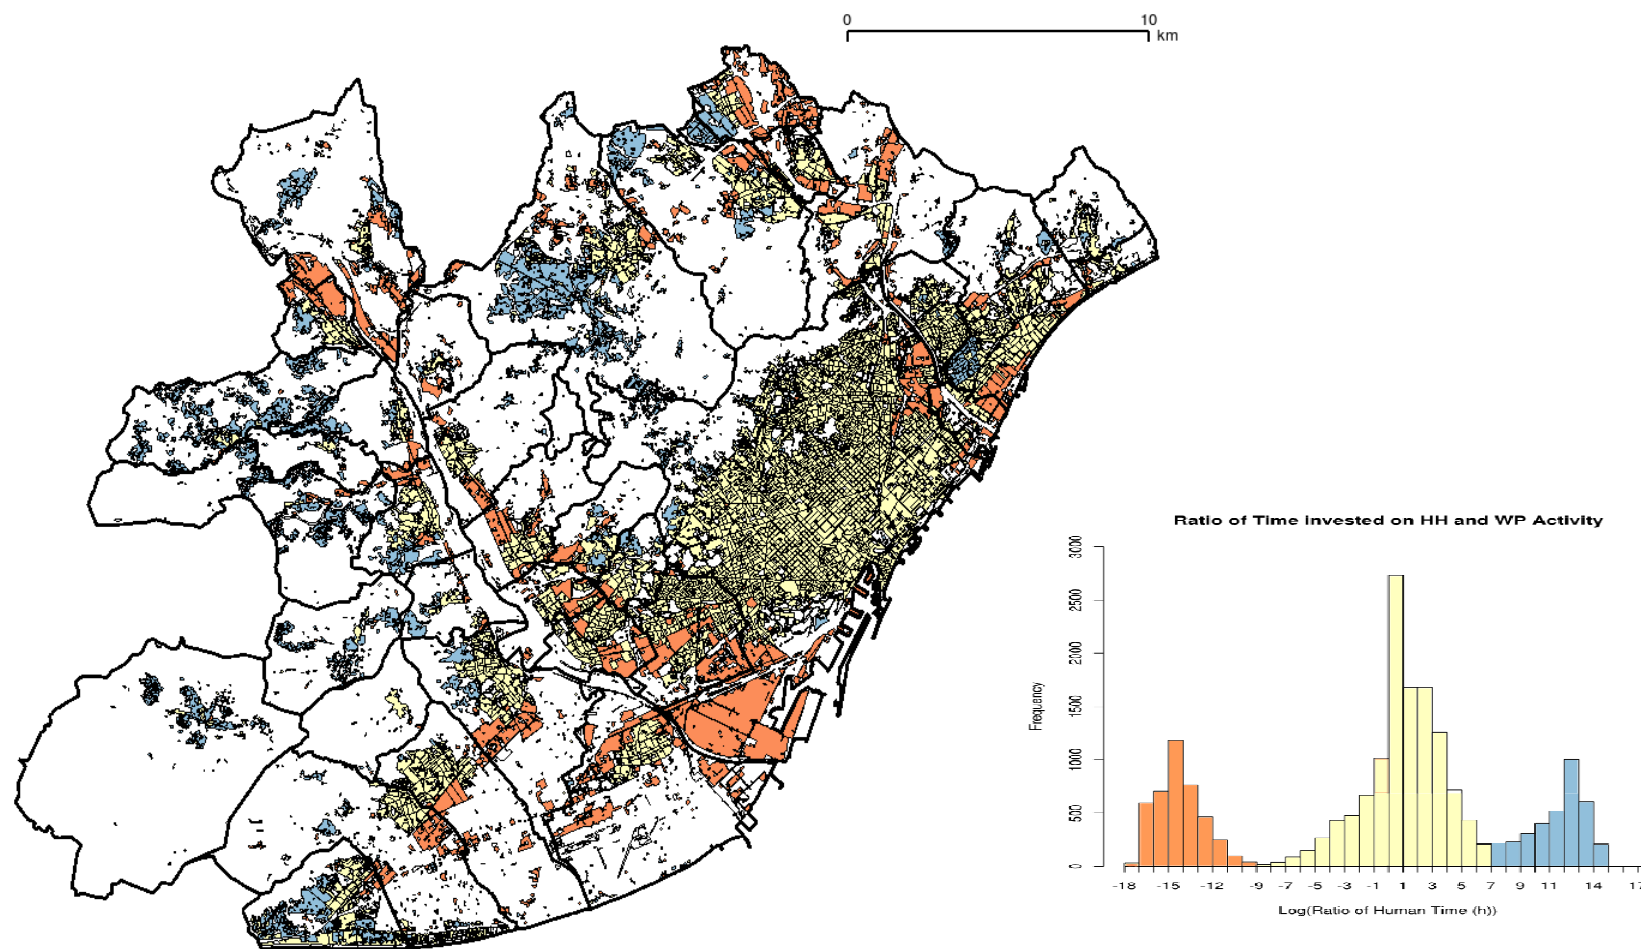 0 10
km
Ratio of Time invested on HH and WP Activity
3000
2500
2000
1500
1000
500
0
Frequency
-18 -15 -12 -9 -7 -5 -3 -1 1 3 5 7 9 11 14 17
Log(Ratio of Human Time (h))